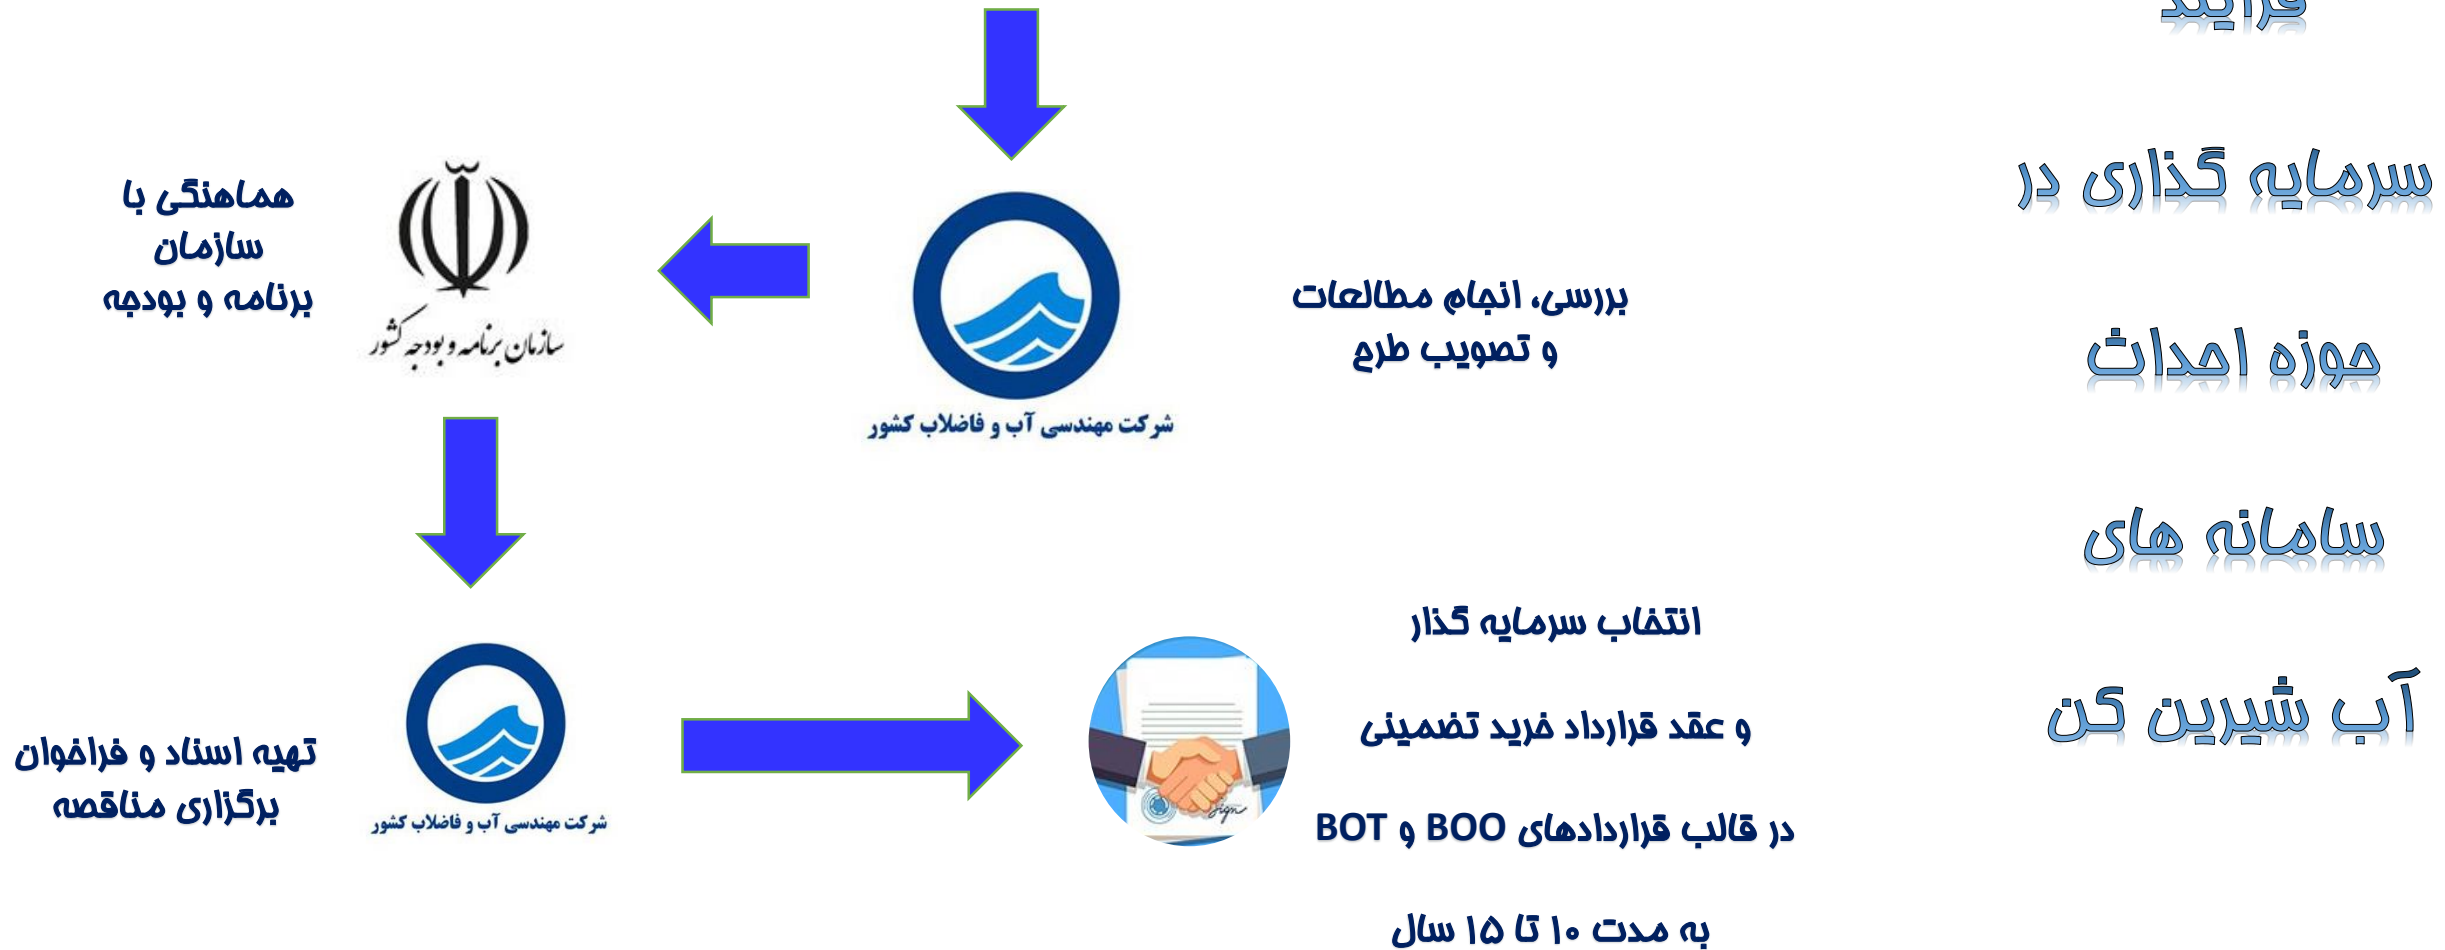 فرآیند
سرمایه گذاری در
حوزه احداث
سامانه های
آب شیرین کن
بررسی، انجام مطالعات
و تصویب طرح
شرکت مهندسی آب و فاضلاب کشور
سازمان برنامه و بودجه کشور
هماهنگی با
سازمان
برنامه و بودجه
تهیه اسناد و فراخوان
برگزاری مناقصه
شرکت مهندسی آب و فاضلاب کشور
sign
انتخاب سرمایه گذار
و عقد قرارداد خرید تضمینی
در قالب قراردادهای BOO و BOT
به مدت ۱۰ تا ۱۵ سال